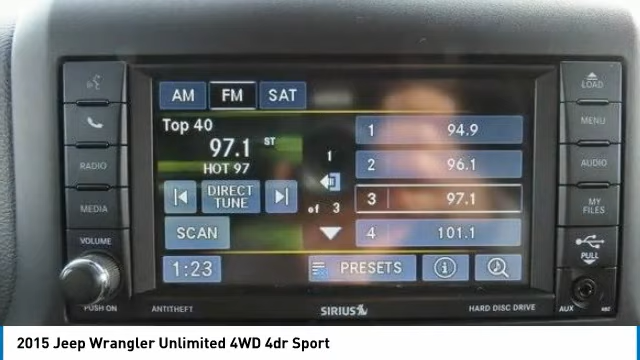 AM FM SAT
Top 40
97.1 ST
HOT 97
DIRECT TUNE
SCAN
1:23
1
of 3
1 94.9
2 96.1
3 97.1
4 101.1
PRESETS
PHONE
RADIO
MEDIA
VOLUME
PUSH ON
LOAD
MENU
AUDIO
MY FILES
PULL
AUX
ANTITHEFT
SIRIUS
HARD DISC DRIVE
2015 Jeep Wrangler Unlimited 4WD 4dr Sport